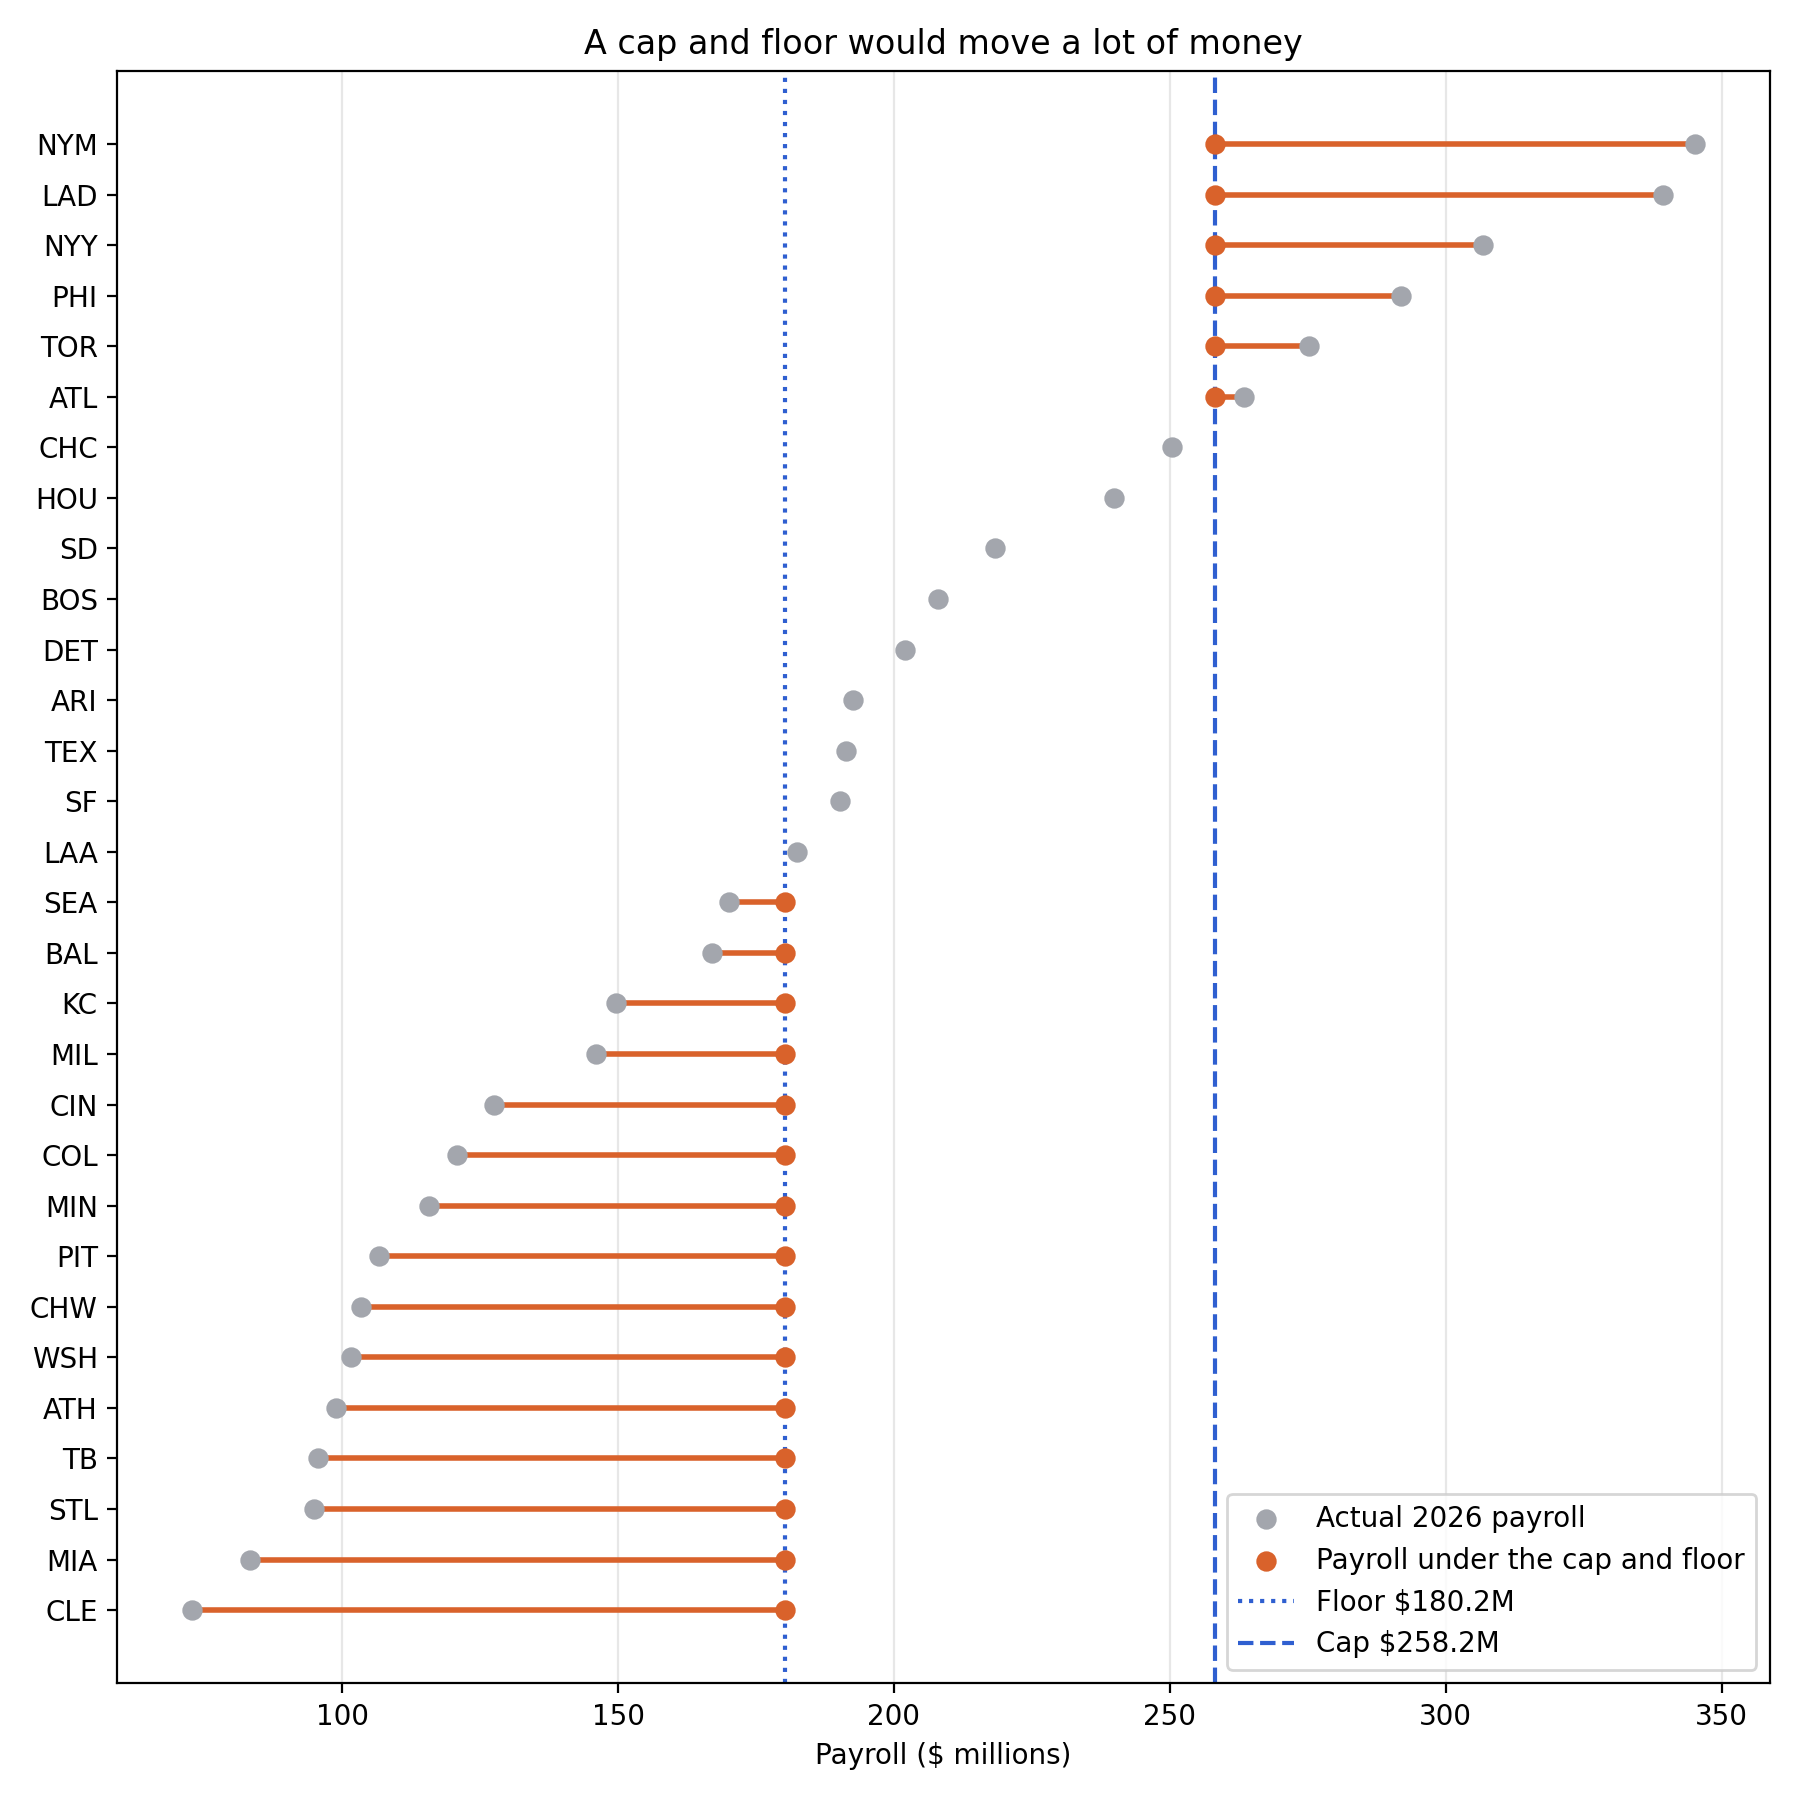 A cap and floor would move a lot of money
NYM
LAD
NYY
PHI
TOR
ATL
CHC
HOU
SD
BOS
DET
ARI
TEX
SF
LAA
SEA
BAL
KC
MIL
CIN
COL
MIN
PIT
CHW
WSH
ATH
TB
STL
MIA
CLE
Actual 2026 payroll
Payroll under the cap and floor
Floor $180.2M
Cap $258.2M
100 150 200 250 300 350
Payroll ($ millions)